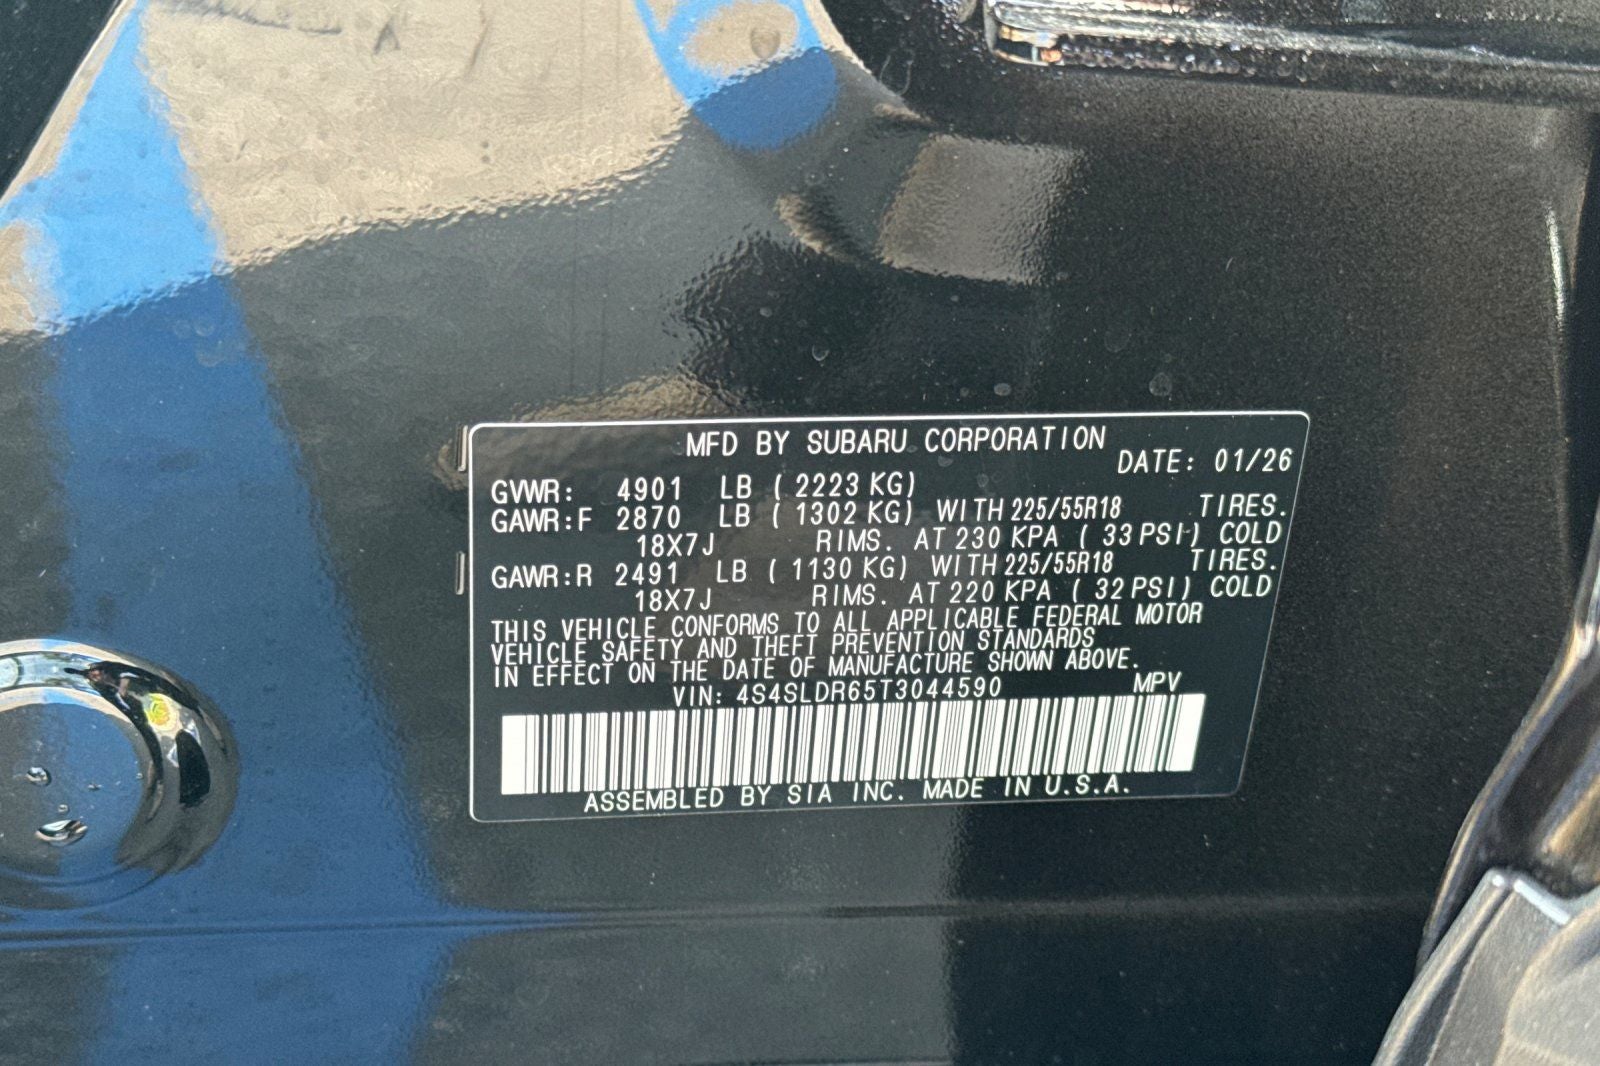 MFD BY SUBARU CORPORATION
DATE: 01/26
GVWR: 4901 LB ( 2223 KG)
GAWR:F 2870 LB ( 1302 KG) WITH 225/55R18 TIRES.
18X7J RIMS. AT 230 KPA ( 33 PSI) COLD
GAWR:R 2491 LB ( 1130 KG) WITH 225/55R18 TIRES.
18X7J RIMS. AT 220 KPA ( 32 PSI) COLD
THIS VEHICLE CONFORMS TO ALL APPLICABLE FEDERAL MOTOR
VEHICLE SAFETY AND THEFT PREVENTION STANDARDS
IN EFFECT ON THE DATE OF MANUFACTURE SHOWN ABOVE.
VIN: 4S4SLDR65T3044590 MPV
ASSEMBLED BY SIA INC. MADE IN U.S.A.